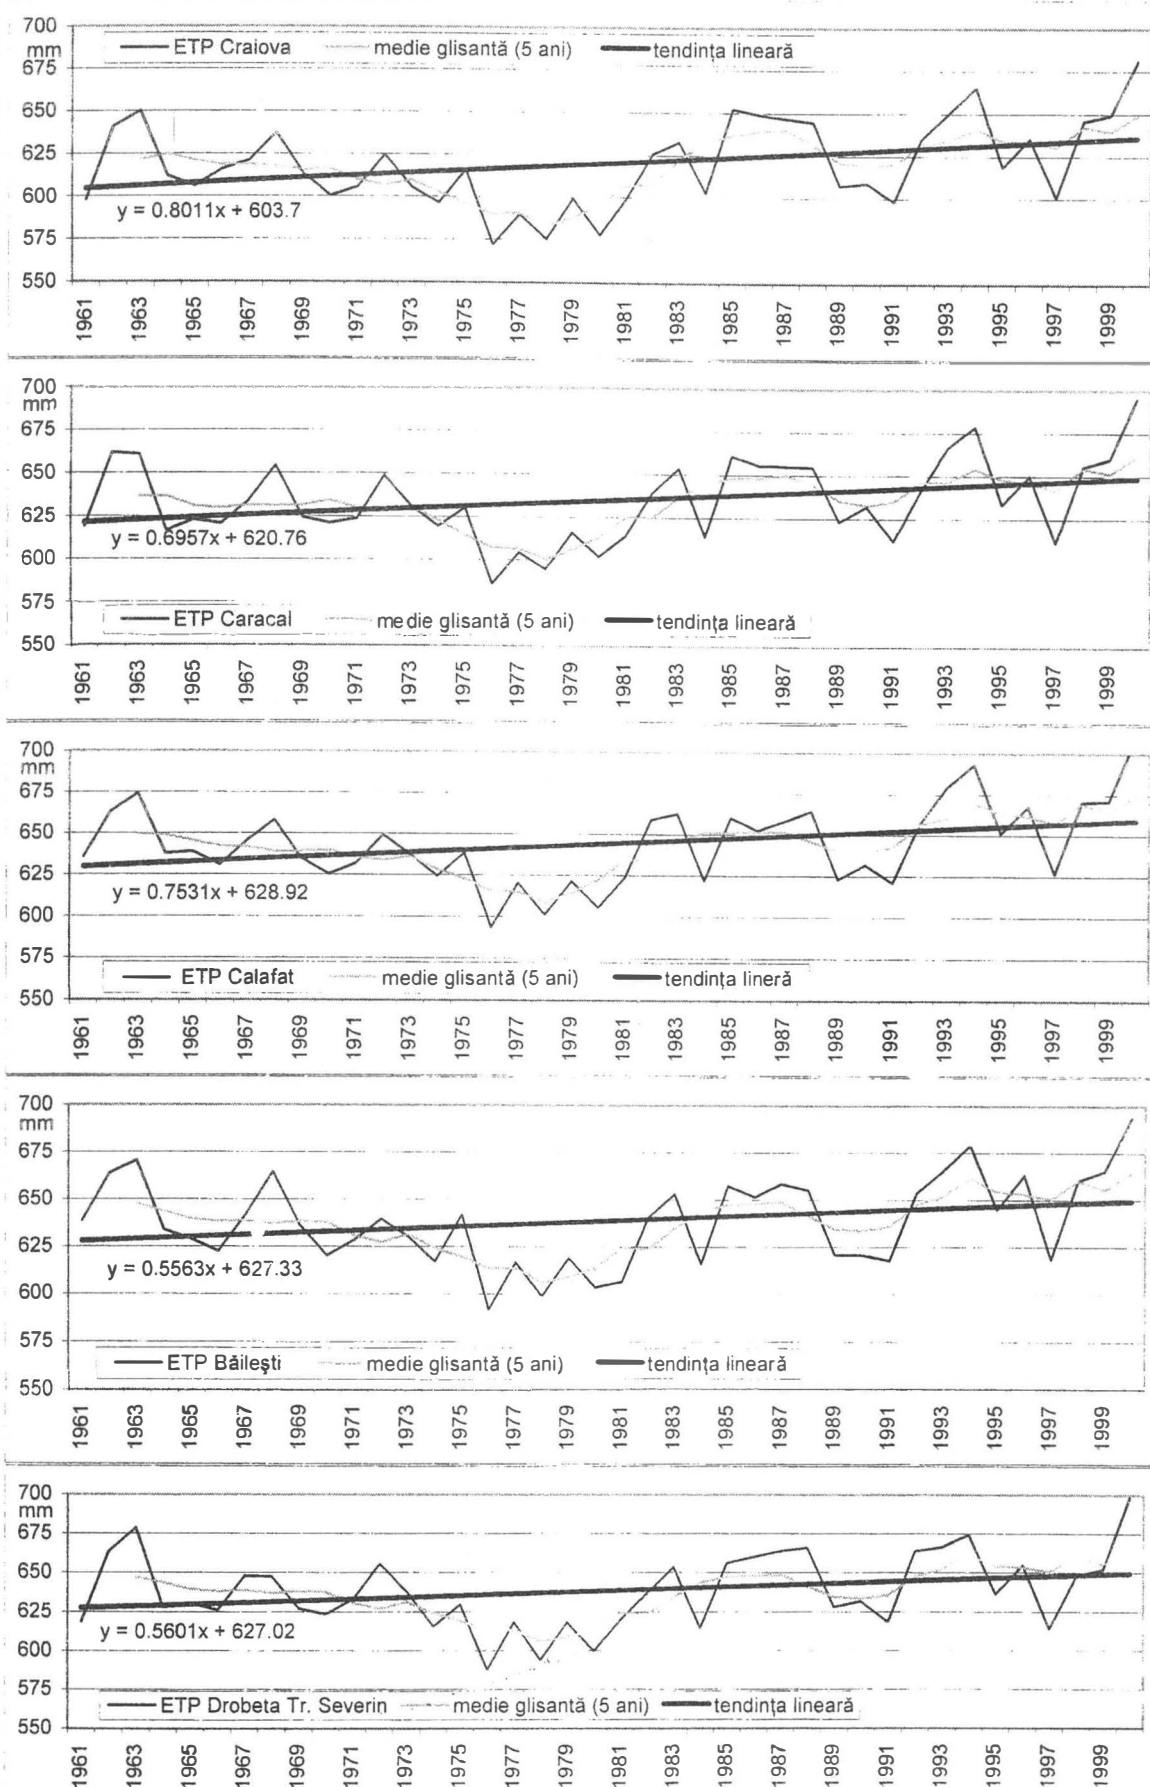 700
mm
ETP Craiova medie glisantă (5 ani) tendința lineară
675
650
625
600
y = 0.8011x + 603.7
575
550
1961 1963 1965 1967 1969 1971 1973 1975 1977 1979 1981 1983 1985 1987 1989 1991 1993 1995 1997 1999
700
mm
675
650
625
y = 0.6957x + 620.76
600
575
ETP Caracal medie glisantă (5 ani) tendința lineară
550
1961 1963 1965 1967 1969 1971 1973 1975 1977 1979 1981 1983 1985 1987 1989 1991 1993 1995 1997 1999
700
mm
675
650
625
y = 0.7531x + 628.92
600
575
ETP Calafat medie glisantă (5 ani) tendința lineră
550
1961 1963 1965 1967 1969 1971 1973 1975 1977 1979 1981 1983 1985 1987 1989 1991 1993 1995 1997 1999
700
mm
675
650
625
y = 0.5563x + 627.33
600
575
ETP Băilești medie glisantă (5 ani) tendința lineară
550
1961 1963 1965 1967 1969 1971 1973 1975 1977 1979 1981 1983 1985 1987 1989 1991 1993 1995 1997 1999
700
mm
675
650
625
y = 0.5601x + 627.02
600
575
ETP Drobeta Tr. Severin medie glisantă (5 ani) tendința lineară
550
1961 1963 1965 1967 1969 1971 1973 1975 1977 1979 1981 1983 1985 1987 1989 1991 1993 1995 1997 1999